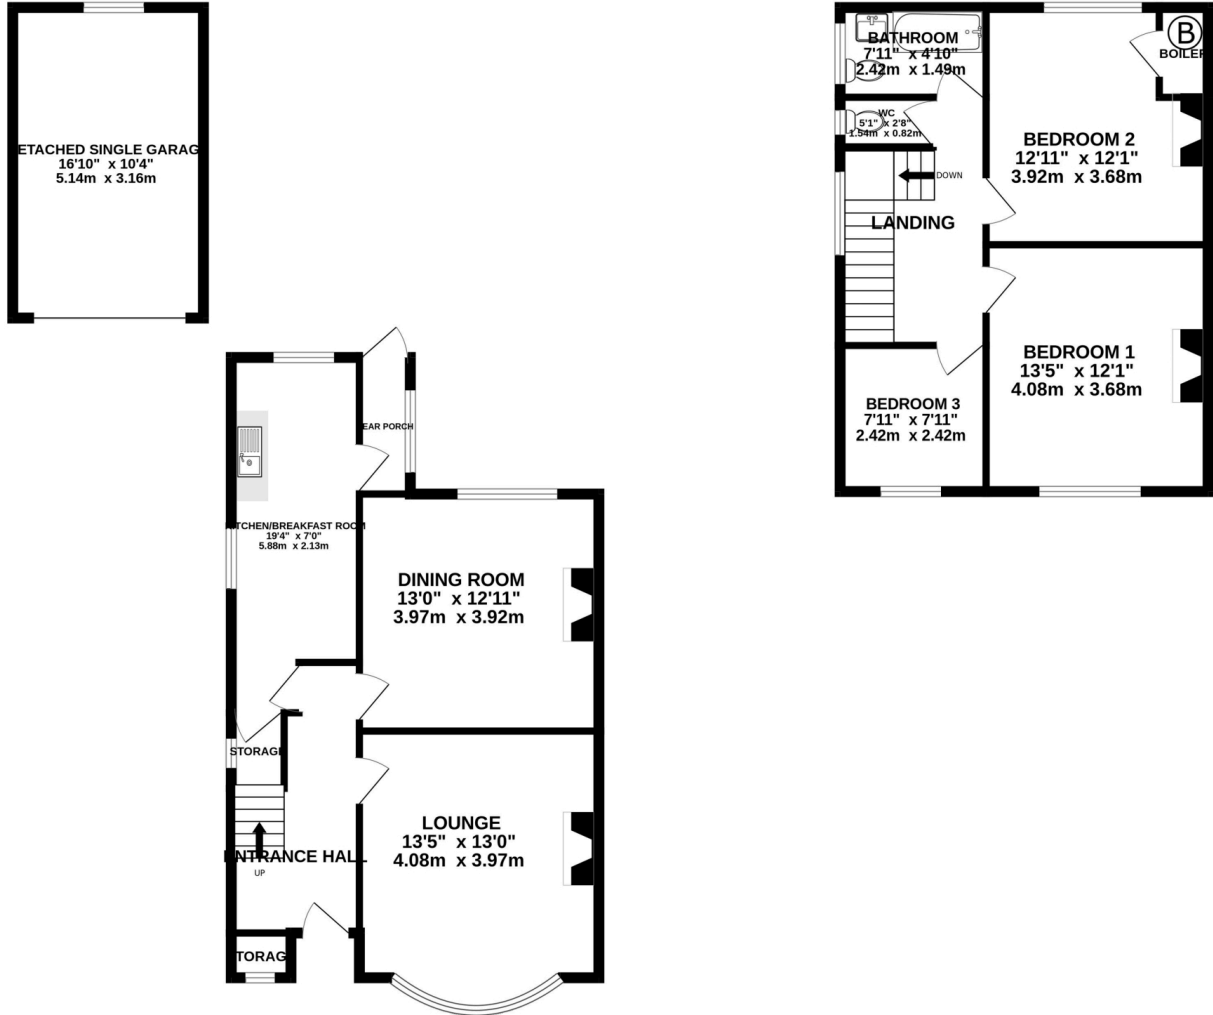 ETACHED SINGLE GARAG
16'10" x 10'4"
5.14m x 3.16m
BATHROOM
7'11" x 4'10"
2.42m x 1.49m
B
BOILER
WC
5'1" x 2'8"
1.54m x 0.82m
BEDROOM 2
12'11" x 12'1"
3.92m x 3.68m
DOWN
LANDING
BEDROOM 1
13'5" x 12'1"
4.08m x 3.68m
BEDROOM 3
7'11" x 7'11"
2.42m x 2.42m
EAR PORCH
KITCHEN/BREAKFAST ROOM
19'4" x 7'0"
5.88m x 2.13m
DINING ROOM
13'0" x 12'11"
3.97m x 3.92m
STORAGE
LOUNGE
13'5" x 13'0"
4.08m x 3.97m
ENTRANCE HALL
UP
TORAG